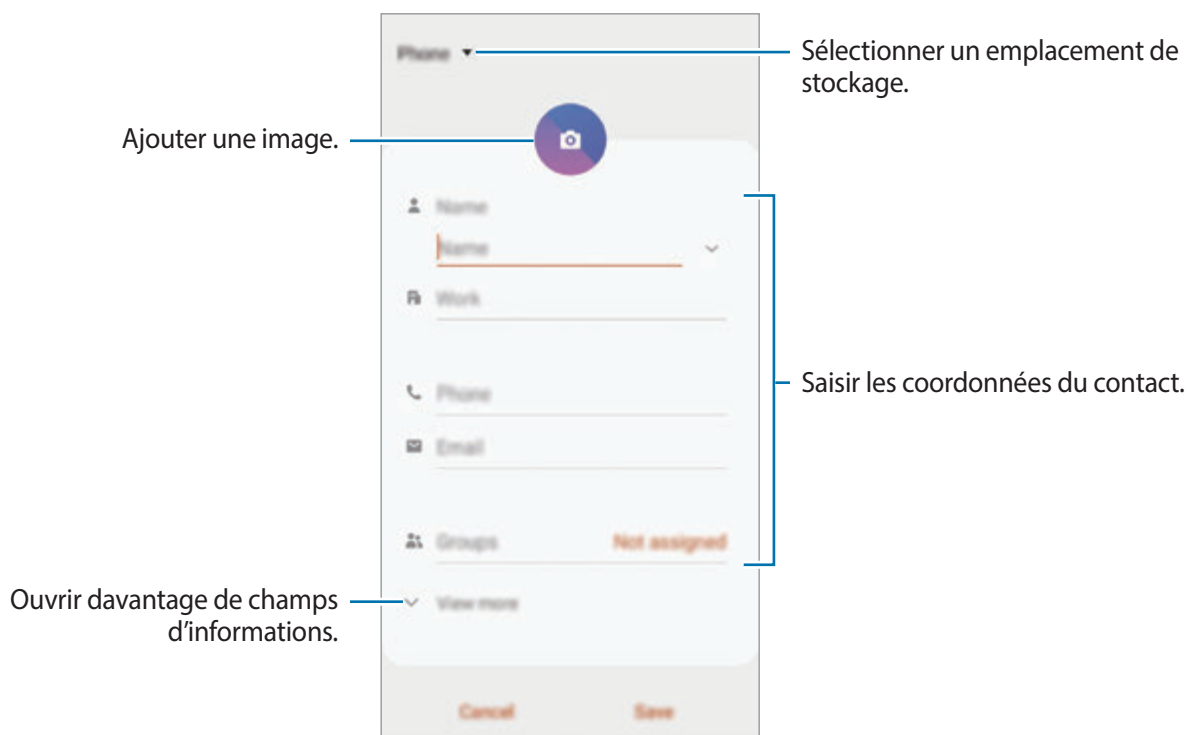 Phone
Sélectionner un emplacement de
stockage.
Ajouter une image.
Name
Name
Work
Phone
Saisir les coordonnées du contact.
Email
Groups Not assigned
Ouvrir davantage de champs
d'informations.
View more
Cancel Save